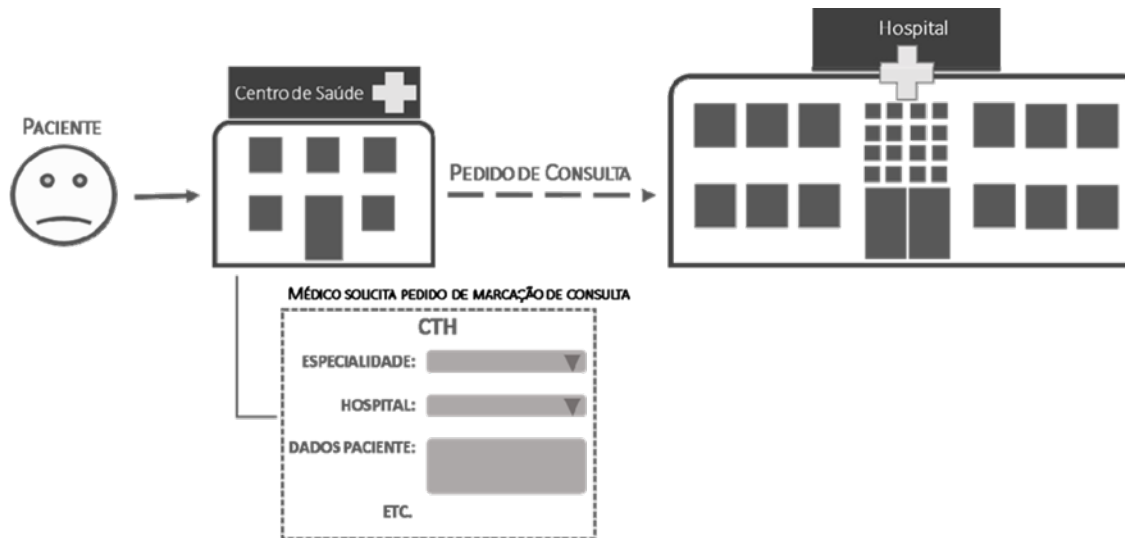 Hospital
Centro de Saúde
PACIENTE
PEDIDO DE CONSULTA
MÉDICO SOLICITA PEDIDO DE MARCAÇÃO DE CONSULTA
CTH
ESPECIALIDADE:
HOSPITAL:
DADOS PACIENTE:
ETC.